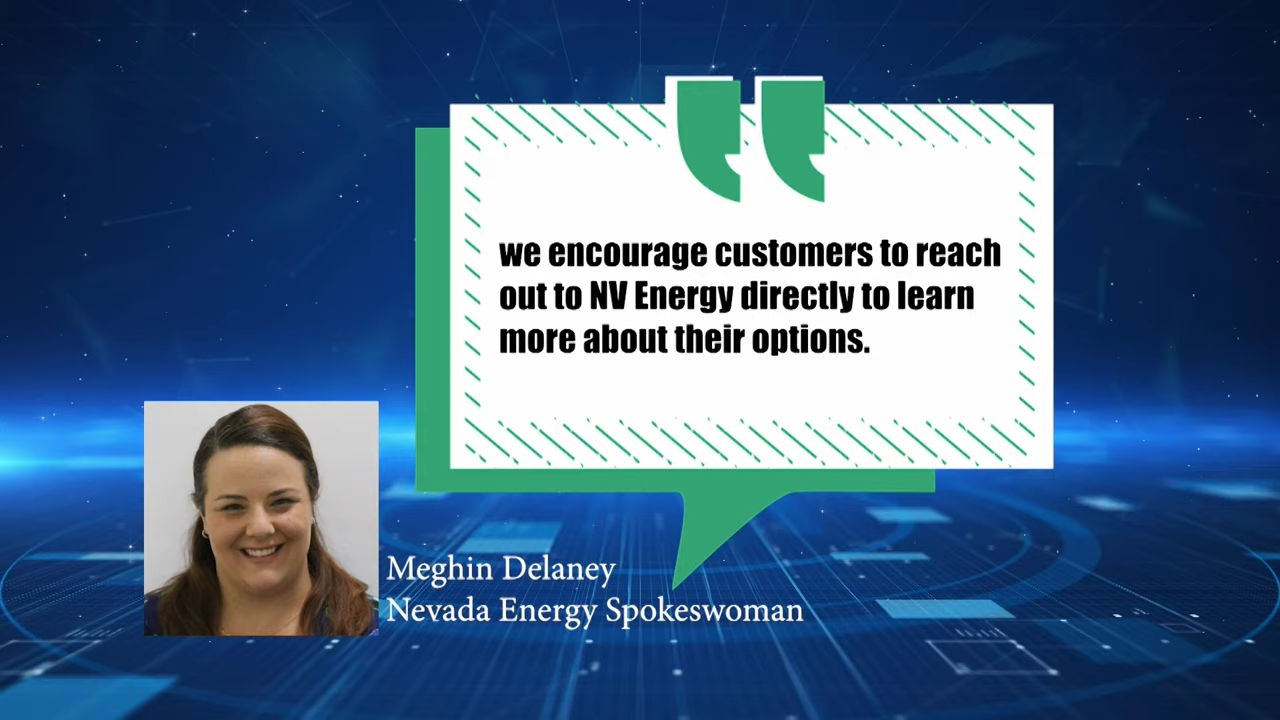 we encourage customers to reach
out to NV Energy directly to learn
more about their options.
Meghin Delaney
Nevada Energy Spokeswoman